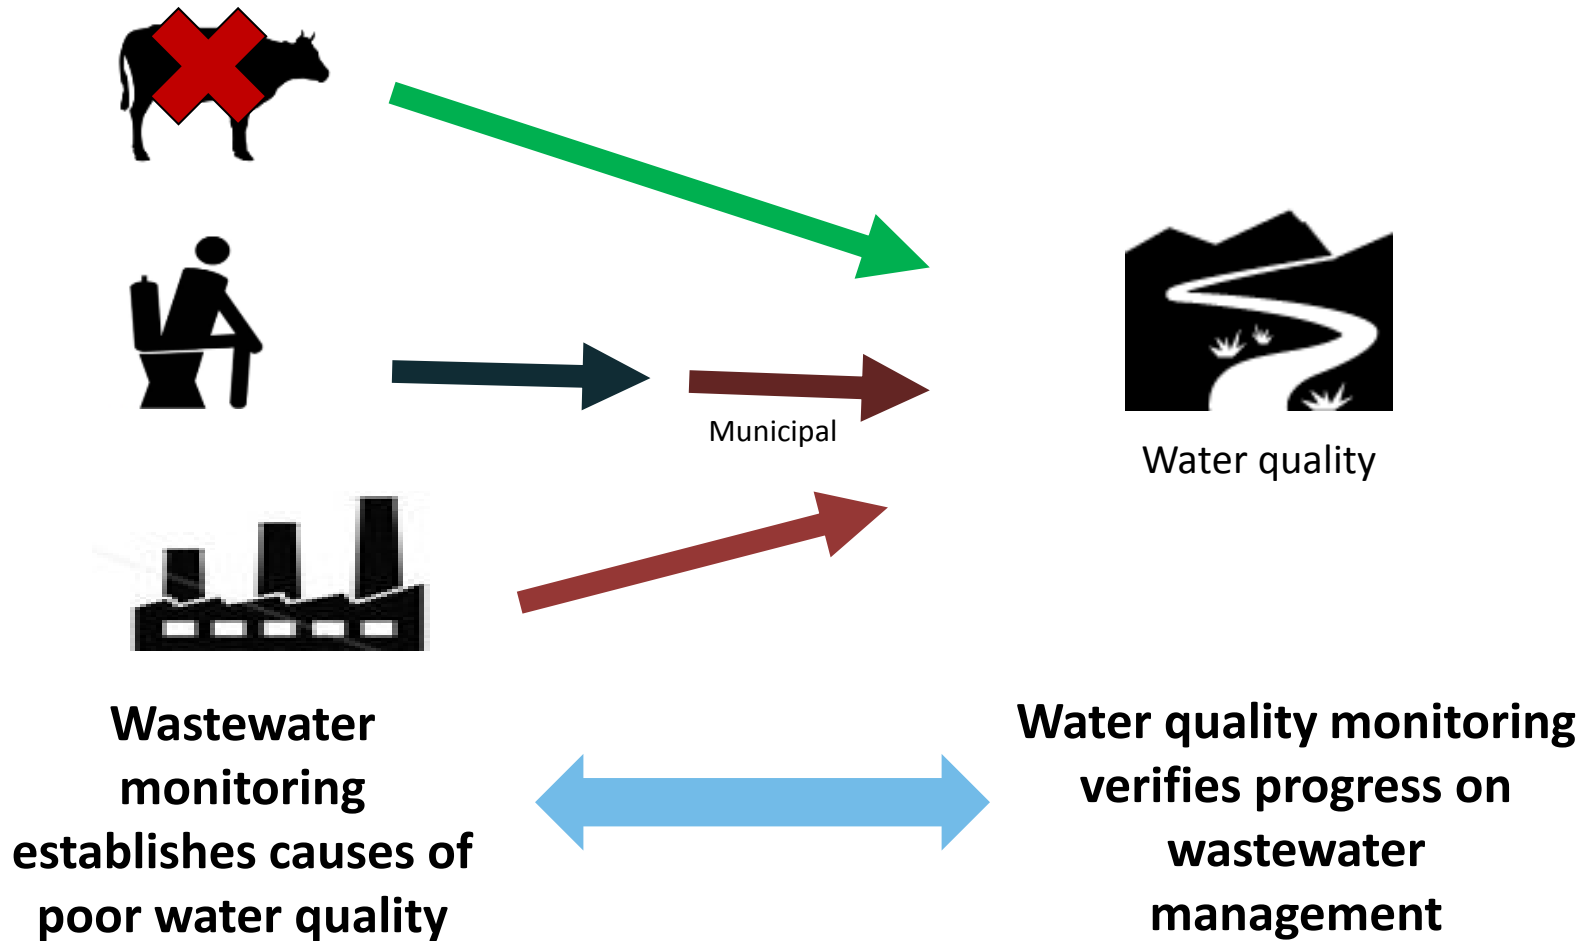 Municipal
Water quality
Wastewater
monitoring
establishes causes of
poor water quality
Water quality monitoring
verifies progress on
wastewater
management